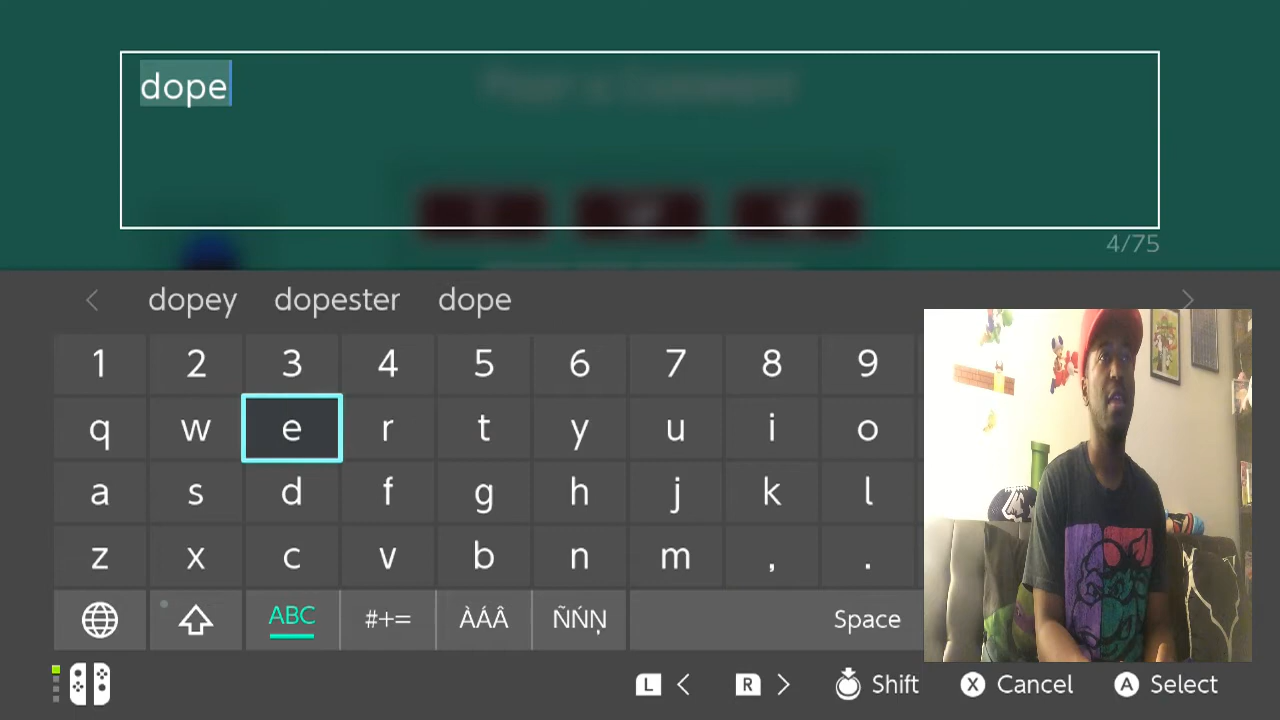 dope
4/75
dopey dopester dope
1 2 3 4 5 6 7 8 9
q w e r t y u i o
a s d f g h j k l
z x c v b n m , .
ABC #+= ÀÁÂ ÑŃŅ Space
L R Shift X Cancel A Select